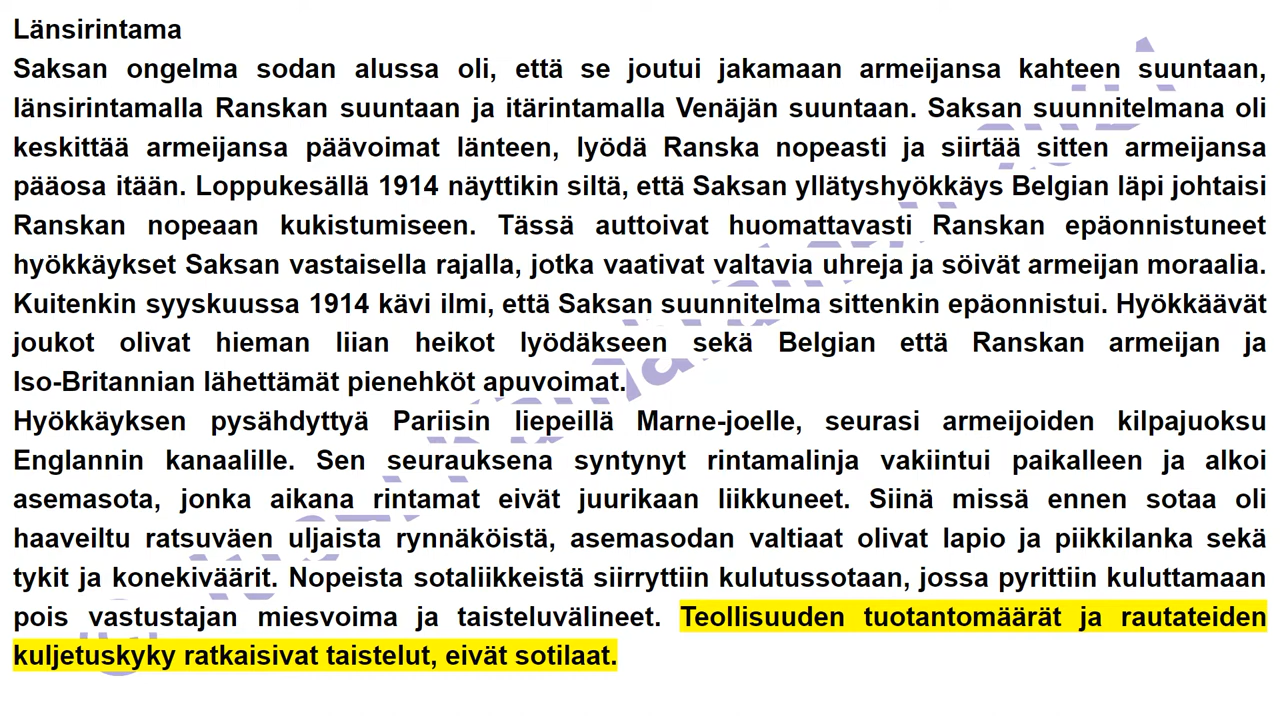 Länsirintama
Saksan ongelma sodan alussa oli, että se joutui jakamaan armeijansa kahteen suuntaan,
länsirintamalla Ranskan suuntaan ja itärintamalla Venäjän suuntaan. Saksan suunnitelmana oli
keskittää armeijansa päävoimat länteen, lyödä Ranska nopeasti ja siirtää sitten armeijansa
pääosa itään. Loppukesällä 1914 näyttikin siltä, että Saksan yllätyshyökkäys Belgian läpi johtaisi
Ranskan nopeaan kukistumiseen. Tässä auttoivat huomattavasti Ranskan epäonnistuneet
hyökkäykset Saksan vastaisella rajalla, jotka vaativat valtavia uhreja ja söivät armeijan moraalia.
Kuitenkin syyskuussa 1914 kävi ilmi, että Saksan suunnitelma sittenkin epäonnistui. Hyökkäävät
joukot olivat hieman liian heikot lyödäkseen sekä Belgian että Ranskan armeijan ja
Iso-Britannian lähettämät pienehköt apuvoimat.
Hyökkäyksen pysähdyttyä Pariisin liepeillä Marne-joelle, seurasi armeijoiden kilpajuoksu
Englannin kanaalille. Sen seurauksena syntynyt rintamalinja vakiintui paikalleen ja alkoi
asemasota, jonka aikana rintamat eivät juurikaan liikkuneet. Siinä missä ennen sotaa oli
haaveiltu ratsuväen uljaista rynnäköistä, asemasodan valtiaat olivat lapio ja piikkilanka sekä
tykit ja konekiväärit. Nopeista sotaliikkeistä siirryttiin kulutussotaan, jossa pyrittiin kuluttamaan
pois vastustajan miesvoima ja taisteluvälineet. Teollisuuden tuotantomäärät ja rautateiden
kuljetuskyky ratkaisivat taistelut, eivät sotilaat.